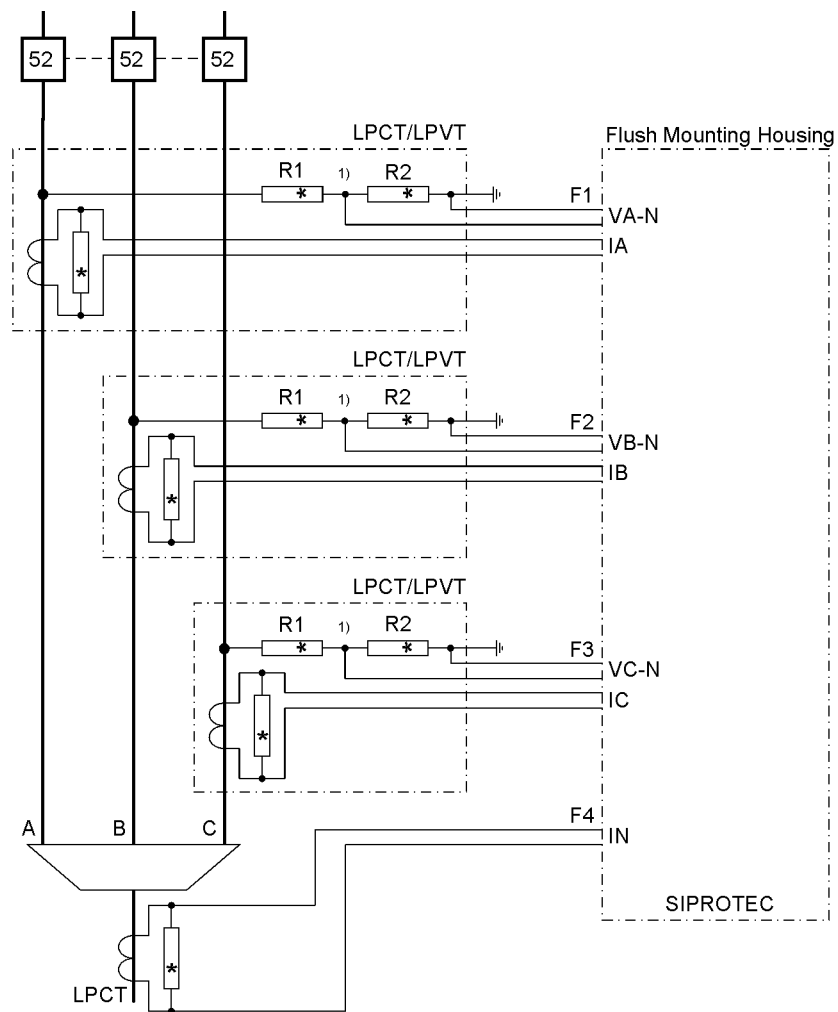 52 52 52
LPCT/LPVT
Flush Mounting Housing
R1 1) R2
F1
VA-N
IA
*
*
*
LPCT/LPVT
R1 1) R2
F2
VB-N
IB
*
*
*
LPCT/LPVT
R1 1) R2
F3
VC-N
IC
*
*
*
A B C
F4
IN
SIPROTEC
*
LPCT